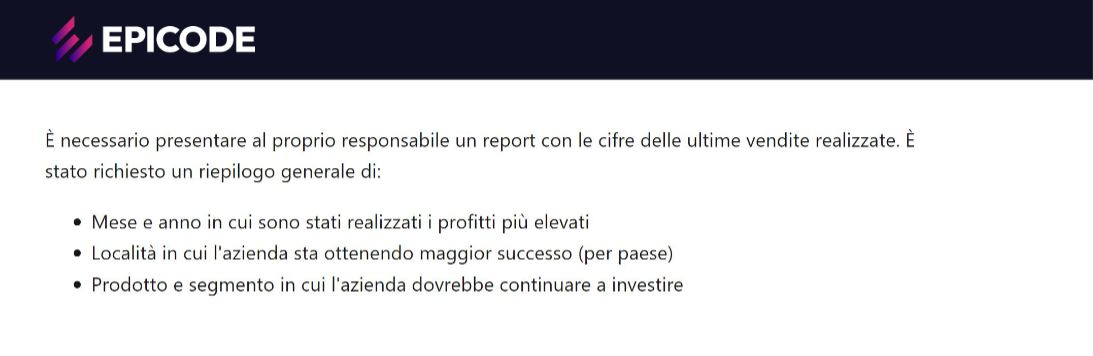 EPICODE
È necessario presentare al proprio responsabile un report con le cifre delle ultime vendite realizzate. È
stato richiesto un riepilogo generale di:
• Mese e anno in cui sono stati realizzati i profitti più elevati
• Località in cui l'azienda sta ottenendo maggior successo (per paese)
• Prodotto e segmento in cui l'azienda dovrebbe continuare a investire